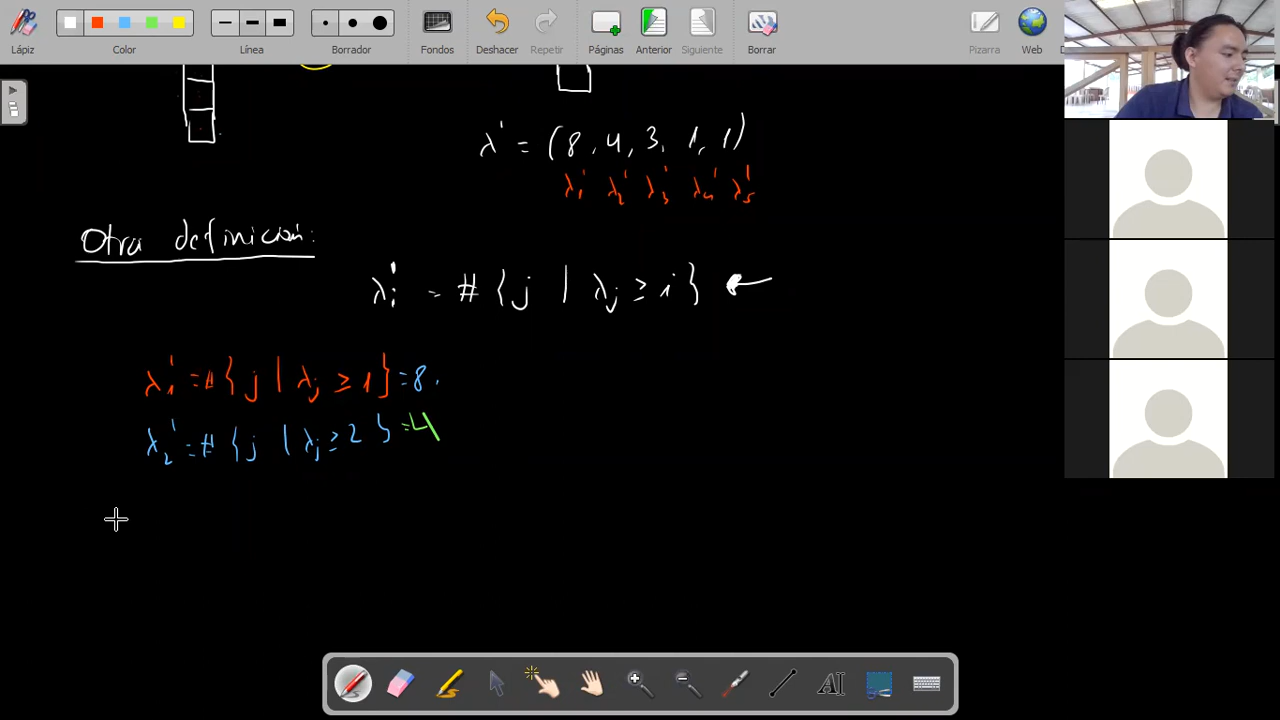 Lápiz Color Línea Borrador Fondos Deshacer Repetir Páginas Anterior Siguiente Borrar Pizarra Web
λ' = (8, 4, 3, 1, 1)
λ₁' λ₂' λ₃' λ₄' λ₅'
Otra definición:
λᵢ' = # { j | λⱼ ≥ i } ←
λ₁' = # { j | λⱼ ≥ 1 } = 8.
λ₂' = # { j | λⱼ ≥ 2 } = 4
AI